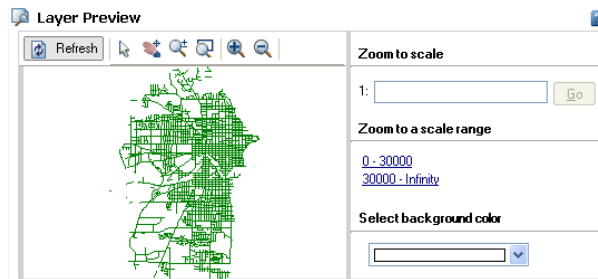 Layer Preview
Refresh
Zoom to scale
1:
Go
Zoom to a scale range
0 - 30000
30000 - Infinity
Select background color